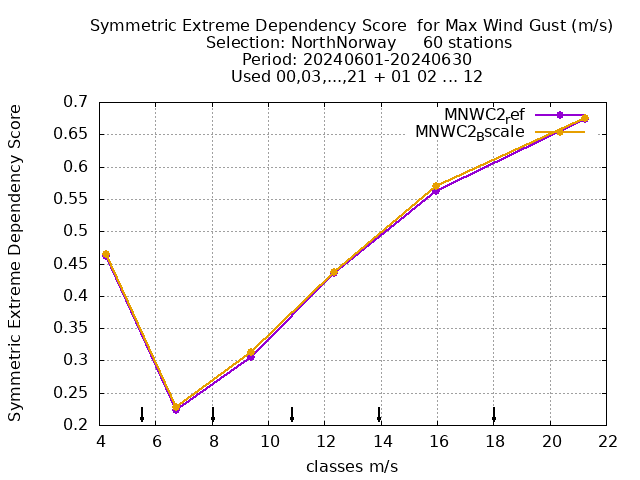 Symmetric Extreme Dependency Score  for Max Wind Gust (m/s)
Selection: NorthNorway     60 stations
Period: 20240601-20240630
Used 00,03,...,21 + 01 02 ... 12
Symmetric Extreme Dependency Score
0.7
0.65
0.6
0.55
0.5
0.45
0.4
0.35
0.3
0.25
0.2
MNWC2ref
MNWC2Bscale
4 6 8 10 12 14 16 18 20 22
classes m/s